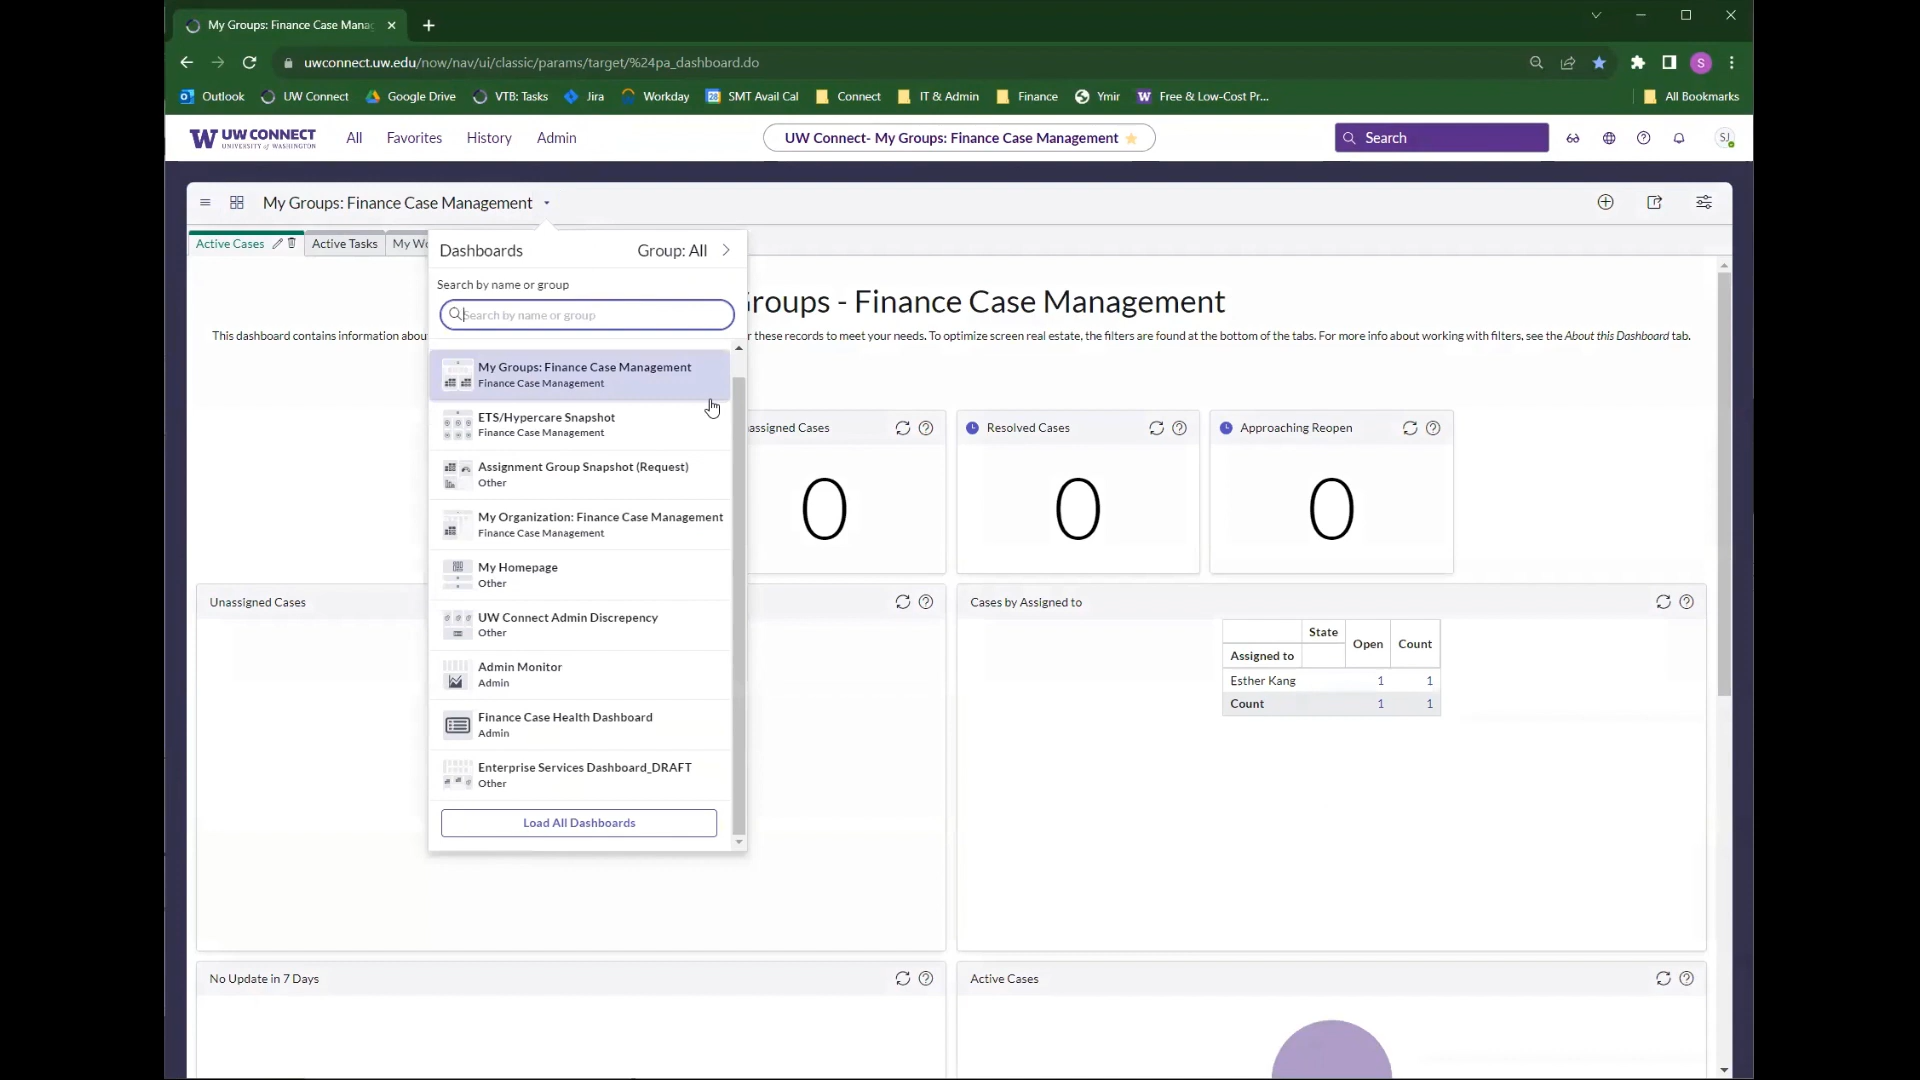 My Groups: Finance Case Mana
uwconnect.uw.edu/now/nav/ui/classic/params/target/%24pa_dashboard.do
S
Outlook UW Connect Google Drive VTB: Tasks Jira Workday 28 SMT Avail Cal Connect IT & Admin Finance Ymir W Free & Low-Cost Pr... All Bookmarks
W UW CONNECT
UNIVERSITY of WASHINGTON
All Favorites History Admin
UW Connect- My Groups: Finance Case Management
Search
SJ
My Groups: Finance Case Management
Active Cases Active Tasks My Wo
Dashboards Group: All
Search by name or group
Search by name or group
roups - Finance Case Management
This dashboard contains information abou these records to meet your needs. To optimize screen real estate, the filters are found at the bottom of the tabs. For more info about working with filters, see the About this Dashboard tab.
My Groups: Finance Case Management
Finance Case Management
ETS/Hypercare Snapshot
Finance Case Management
Assignment Group Snapshot (Request)
Other
My Organization: Finance Case Management
Finance Case Management
My Homepage
Other
UW Connect Admin Discrepency
Other
Admin Monitor
Admin
Finance Case Health Dashboard
Admin
Enterprise Services Dashboard_DRAFT
Other
Load All Dashboards
assigned Cases
0
Resolved Cases
0
Approaching Reopen
0
Unassigned Cases
Cases by Assigned to
State Open Count
Assigned to
Esther Kang 1 1
Count 1 1
No Update in 7 Days
Active Cases